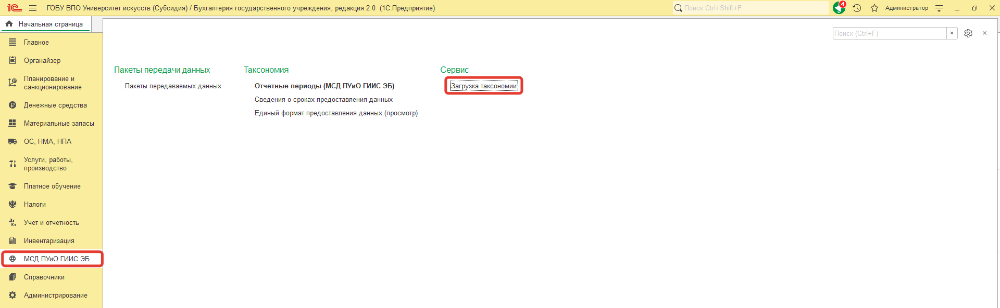 1С ГОБУ ВПО Университет искусств (Субсидия) / Бухгалтерия государственного учреждения, редакция 2.0 (1С:Предприятие) Поиск Ctrl+Shift+F 4 Администратор
Начальная страница
Поиск (Ctrl+F) ×
Главное
Органайзер
Планирование и
санкционирование
Денежные средства
Материальные запасы
ОС, НМА, НПА
Услуги, работы,
производство
Платное обучение
Налоги
Дт Кт Учет и отчетность
Инвентаризация
МСД ПУиО ГИИС ЭБ
Справочники
Администрирование
Пакеты передачи данных
Пакеты передаваемых данных
Таксономия
Отчетные периоды (МСД ПУиО ГИИС ЭБ)
Сведения о сроках предоставления данных
Единый формат предоставления данных (просмотр)
Сервис
Загрузка таксономии